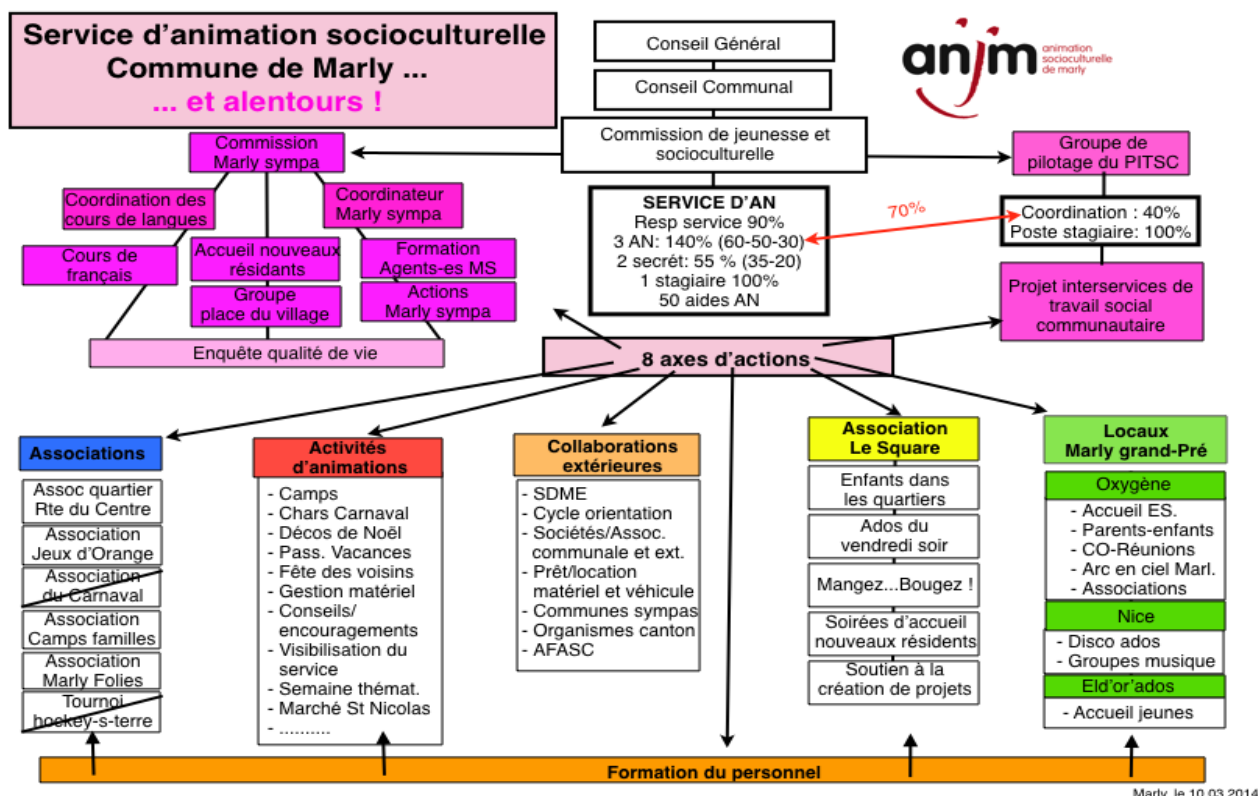 Service d’animation socioculturelle
Commune de Marly ...
... et alentours !
Conseil Général
Conseil Communal
Commission de jeunesse et
socioculturelle
anim
animation
socioculturelle
de marly
Commission
Marly sympa
Coordination des
cours de langues
Cours de
français
Accueil nouveaux
résidants
Groupe
place du village
Coordinateur
Marly sympa
Formation
Agents-es MS
Actions
Marly sympa
Enquête qualité de vie
SERVICE D’AN
Resp service 90%
3 AN: 140% (60-50-30)
2 secrét: 55 % (35-20)
1 stagiaire 100%
50 aides AN
70%
Groupe de
pilotage du PITSC
Coordination : 40%
Poste stagiaire: 100%
Projet interservices de
travail social
communautaire
8 axes d’actions
Associations
Assoc quartier
Rte du Centre
Association
Jeux d’Orange
Association
du Carnaval
Association
Camps familles
Association
Marly Folies
Tournoi
hockey-s-terre
Activités
d’animations
- Camps
- Chars Carnaval
- Décos de Noël
- Pass. Vacances
- Fête des voisins
- Gestion matériel
- Conseils/
encouragements
- Visibilisation du
service
- Semaine thémat.
- Marché St Nicolas
- ..........
Collaborations
extérieures
- SDME
- Cycle orientation
- Sociétés/Assoc.
communale et ext.
- Prêt/location
matériel et véhicule
- Communes sympas
- Organismes canton
- AFASC
Association
Le Square
Enfants dans
les quartiers
Ados du
vendredi soir
Mangez...Bougez !
Soirées d’accueil
nouveaux résidents
Soutien à la
création de projets
Locaux
Marly grand-Pré
Oxygène
- Accueil ES.
- Parents-enfants
- CO-Réunions
- Arc en ciel Marl.
- Associations
Nice
- Disco ados
- Groupes musique
Eld’or’ados
- Accueil jeunes
Formation du personnel
Marly, le 10.03.2014